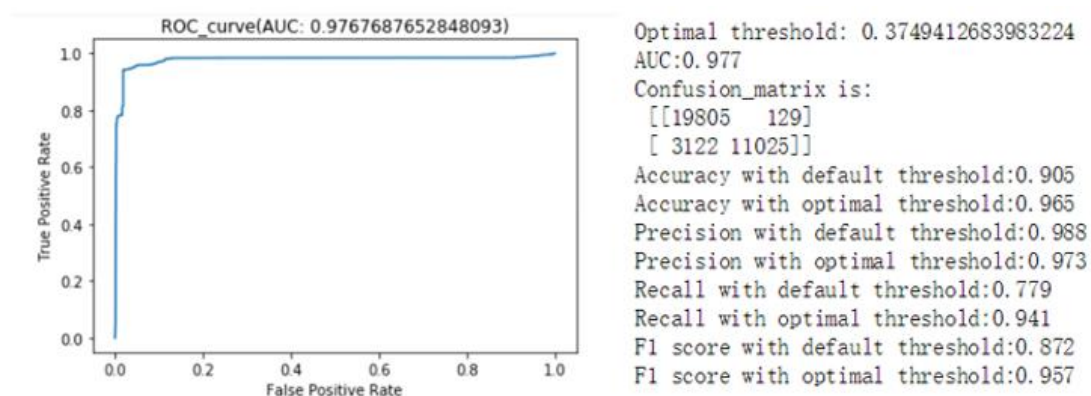 ROC_curve(AUC: 0.9767687652848093)
1.0
0.8
0.6
0.4
0.2
0.0
True Positive Rate
0.0 0.2 0.4 0.6 0.8 1.0
False Positive Rate
Optimal threshold: 0.3749412683983224
AUC:0.977
Confusion_matrix is:
[[19805 129]
[ 3122 11025]]
Accuracy with default threshold:0.905
Accuracy with optimal threshold:0.965
Precision with default threshold:0.988
Precision with optimal threshold:0.973
Recall with default threshold:0.779
Recall with optimal threshold:0.941
F1 score with default threshold:0.872
F1 score with optimal threshold:0.957